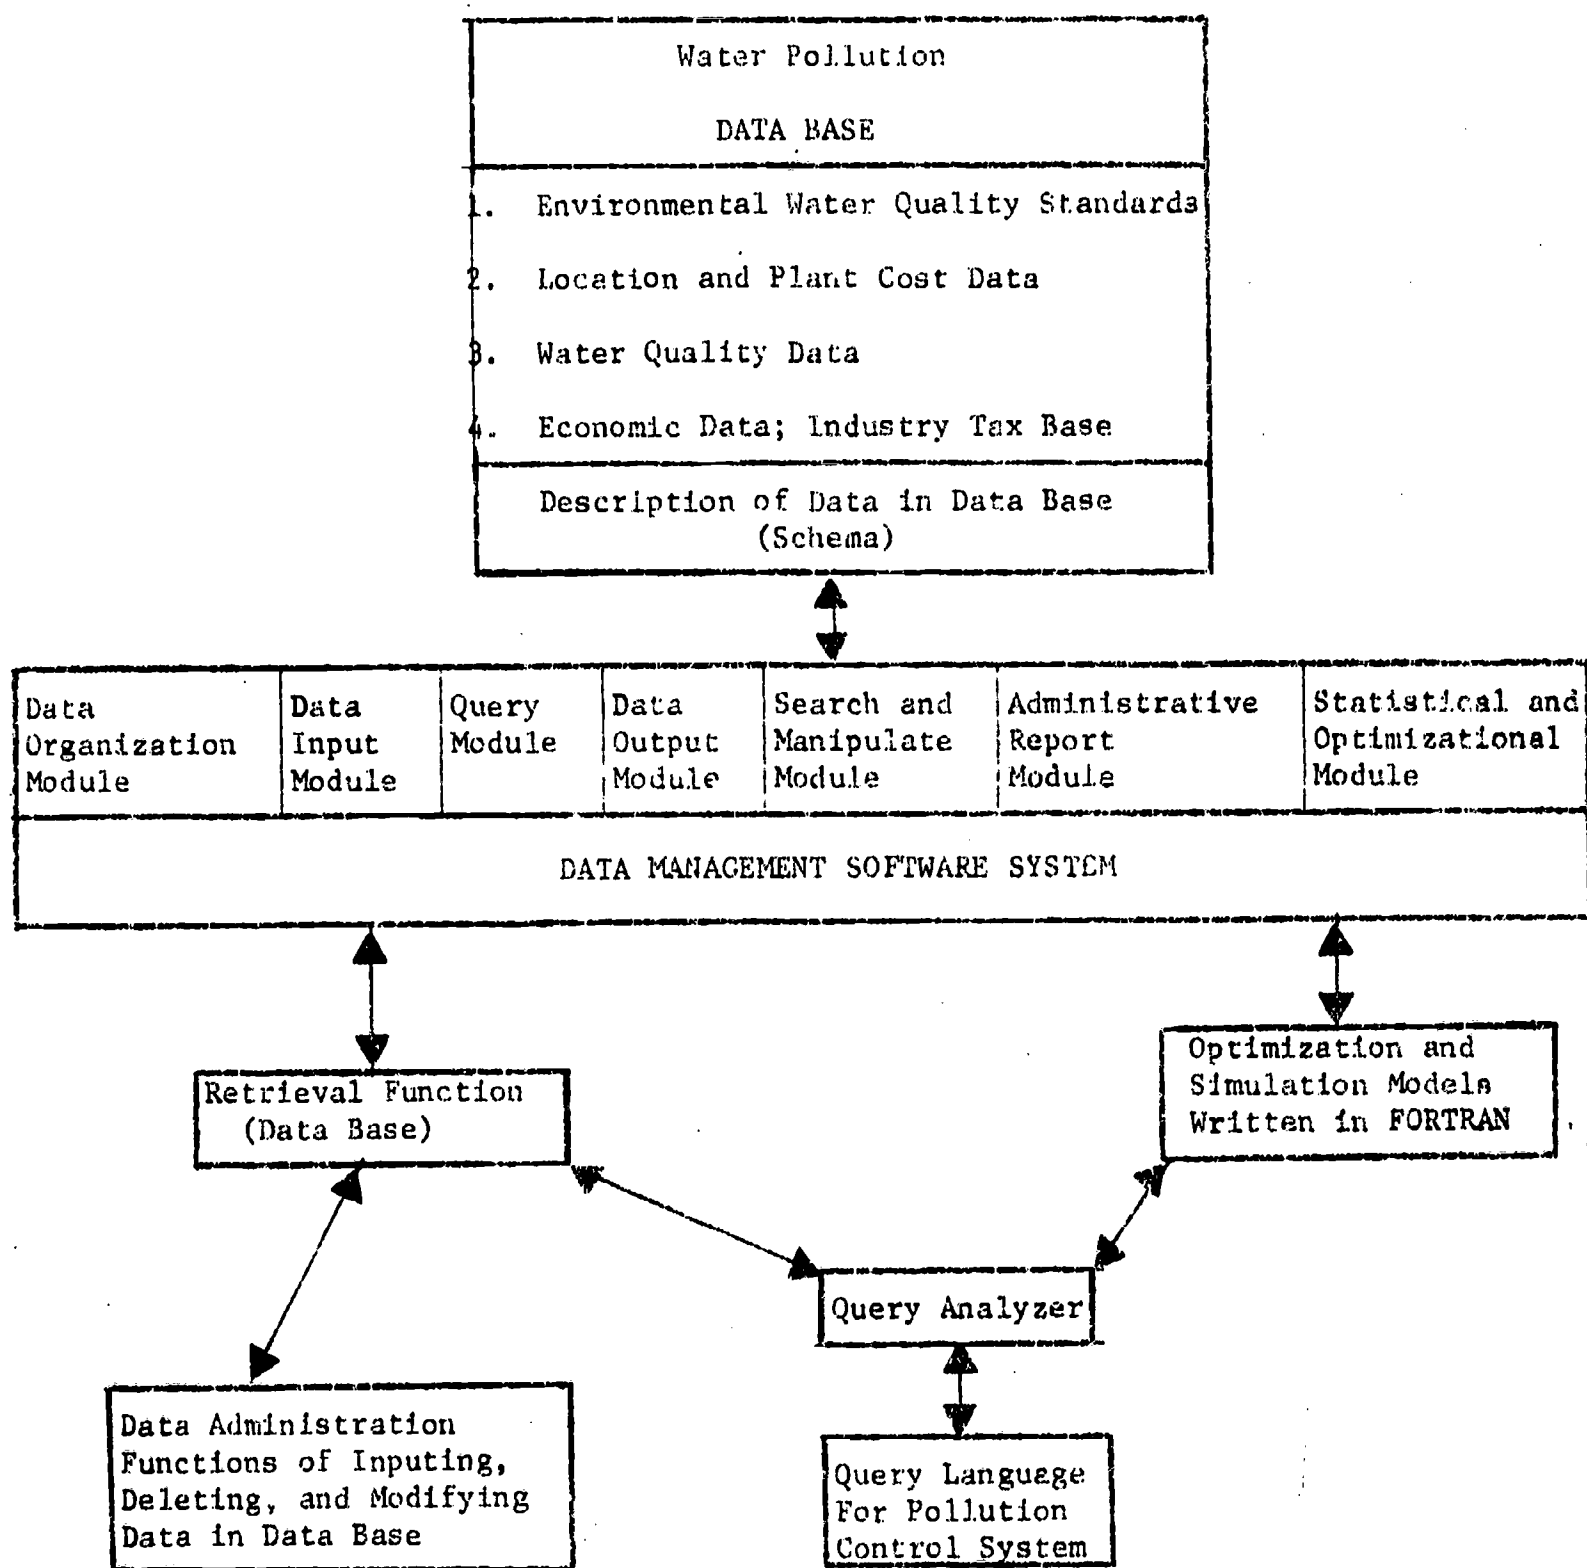 Water Pollution
DATA BASE
1. Environmental Water Quality Standards
2. Location and Plant Cost Data
3. Water Quality Data
4. Economic Data; Industry Tax Base
Description of Data in Data Base
(Schema)
Data
Organization
Module
Data
Input
Module
Query
Module
Data
Output
Module
Search and
Manipulate
Module
Administrative
Report
Module
Statistical and
Optimizational
Module
DATA MANAGEMENT SOFTWARE SYSTEM
Retrieval Function
(Data Base)
Optimization and
Simulation Models
Written in FORTRAN
Query Analyzer
Data Administration
Functions of Inputing,
Deleting, and Modifying
Data in Data Base
Query Language
For Pollution
Control System